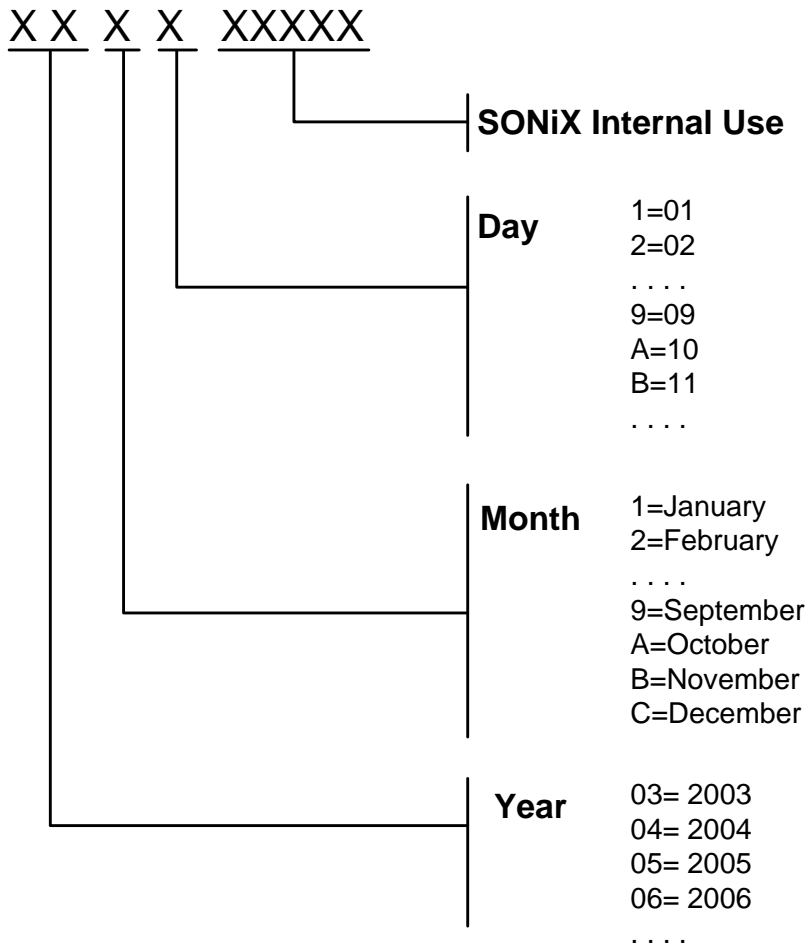 X X X X XXXXX
SONiX Internal Use
Day
1=01
2=02
. . . .
9=09
A=10
B=11
. . . .
Month
1=January
2=February
. . . .
9=September
A=October
B=November
C=December
Year
03= 2003
04= 2004
05= 2005
06= 2006
. . . .